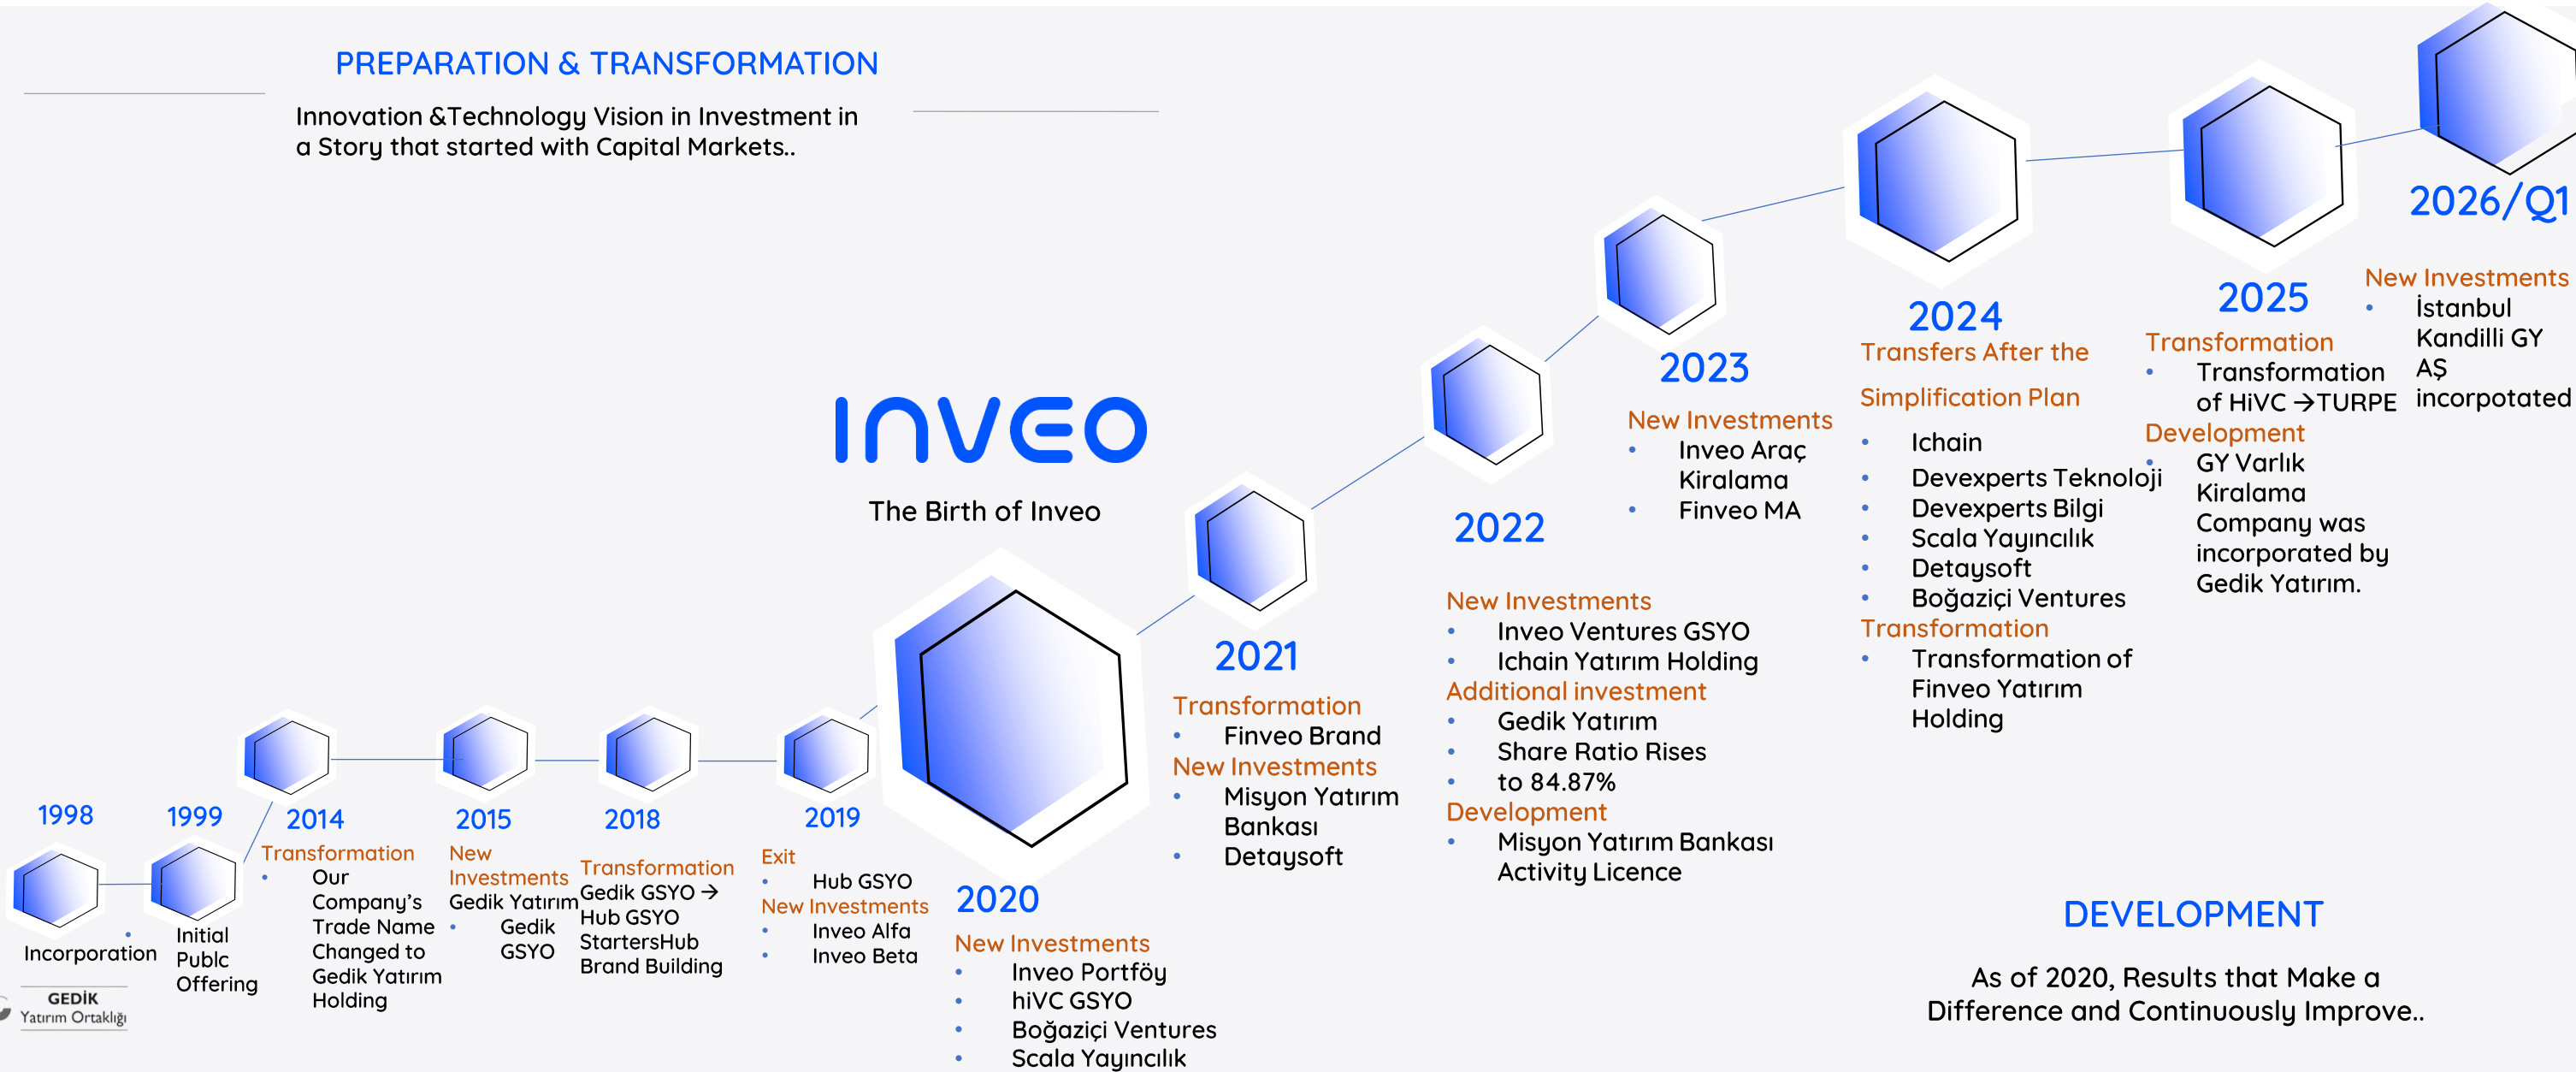 PREPARATION & TRANSFORMATION
Innovation &Technology Vision in Investment in
a Story that started with Capital Markets..
INVEO
The Birth of Inveo
1998
Incorporation
GEDİK
Yatırım Ortaklığı
1999
• Initial
Publc
Offering
2014
Transformation
• Our
Company's
Trade Name
Changed to
Gedik Yatırım
Holding
2015
New
Investments
Gedik Yatırım
• Gedik
GSYO
2018
Transformation
Gedik GSYO →
Hub GSYO
StartersHub
Brand Building
2019
Exit
• Hub GSYO
New Investments
• Inveo Alfa
• Inveo Beta
2020
New Investments
• Inveo Portföy
• hiVC GSYO
• Boğaziçi Ventures
• Scala Yayıncılık
2021
Transformation
• Finveo Brand
New Investments
• Misyon Yatırım
Bankası
• Detaysoft
2022
New Investments
• Inveo Ventures GSYO
• Ichain Yatırım Holding
Additional investment
• Gedik Yatırım
• Share Ratio Rises
• to 84.87%
Development
• Misyon Yatırım Bankası
Activity Licence
2023
New Investments
• Inveo Araç
Kiralama
• Finveo MA
2024
Transfers After the
Simplification Plan
• Ichain
• Devexperts Teknoloji
• Devexperts Bilgi
• Scala Yayıncılık
• Detaysoft
• Boğaziçi Ventures
Transformation
• Transformation of
Finveo Yatırım
Holding
2025
Transformation
• Transformation
of HiVC →TURPE
Development
• GY Varlık
Kiralama
Company was
incorporated by
Gedik Yatırım.
2026/Q1
New Investments
• İstanbul
Kandilli GY
AŞ
incorpotated
DEVELOPMENT
As of 2020, Results that Make a
Difference and Continuously Improve..